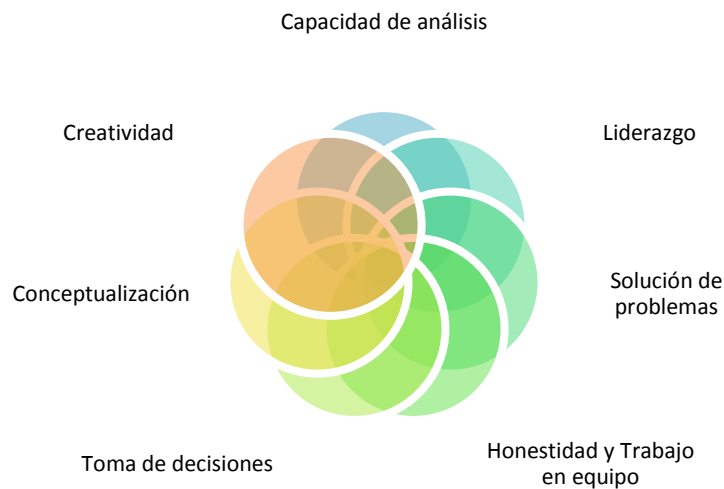 Capacidad de análisis
Creatividad
Liderazgo
Conceptualización
Solución de
problemas
Toma de decisiones
Honestidad y Trabajo
en equipo